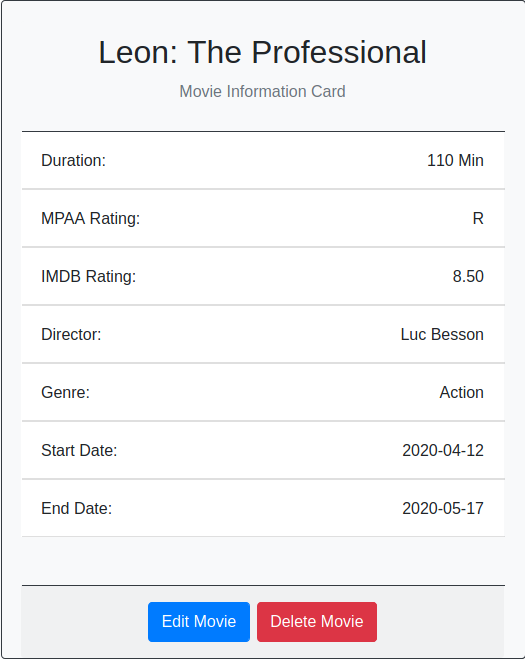 Leon: The Professional
Movie Information Card
Duration: 110 Min
MPAA Rating: R
IMDB Rating: 8.50
Director: Luc Besson
Genre: Action
Start Date: 2020-04-12
End Date: 2020-05-17
Edit Movie Delete Movie